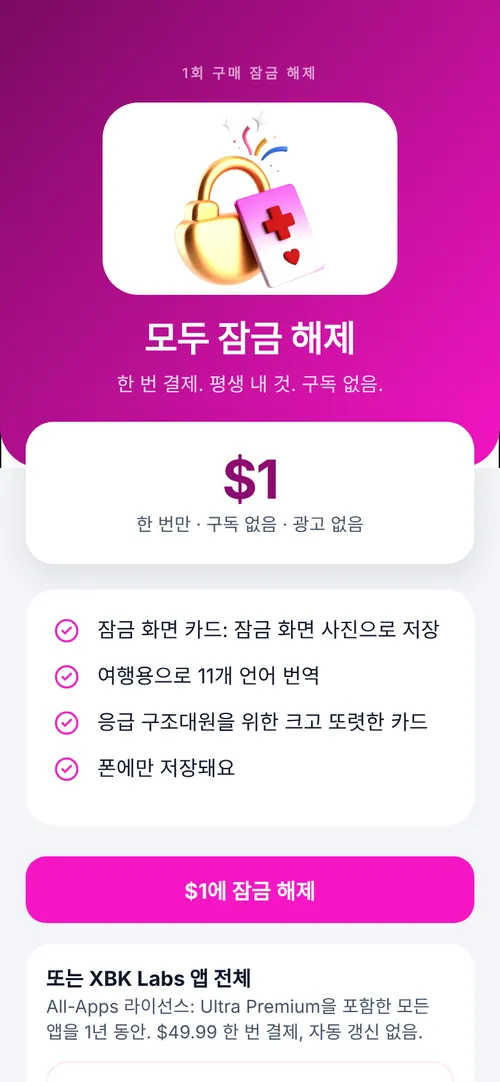 1회 구매 잠금 해제
모두 잠금 해제
한 번 결제. 평생 내 것. 구독 없음.
$1
한 번만 · 구독 없음 · 광고 없음
잠금 화면 카드: 잠금 화면 사진으로 저장
여행용으로 11개 언어 번역
응급 구조대원을 위한 크고 또렷한 카드
폰에만 저장돼요
$1에 잠금 해제
또는 XBK Labs 앱 전체
All-Apps 라이선스: Ultra Premium을 포함한 모든
앱을 1년 동안. $49.99 한 번 결제, 자동 갱신 없음.